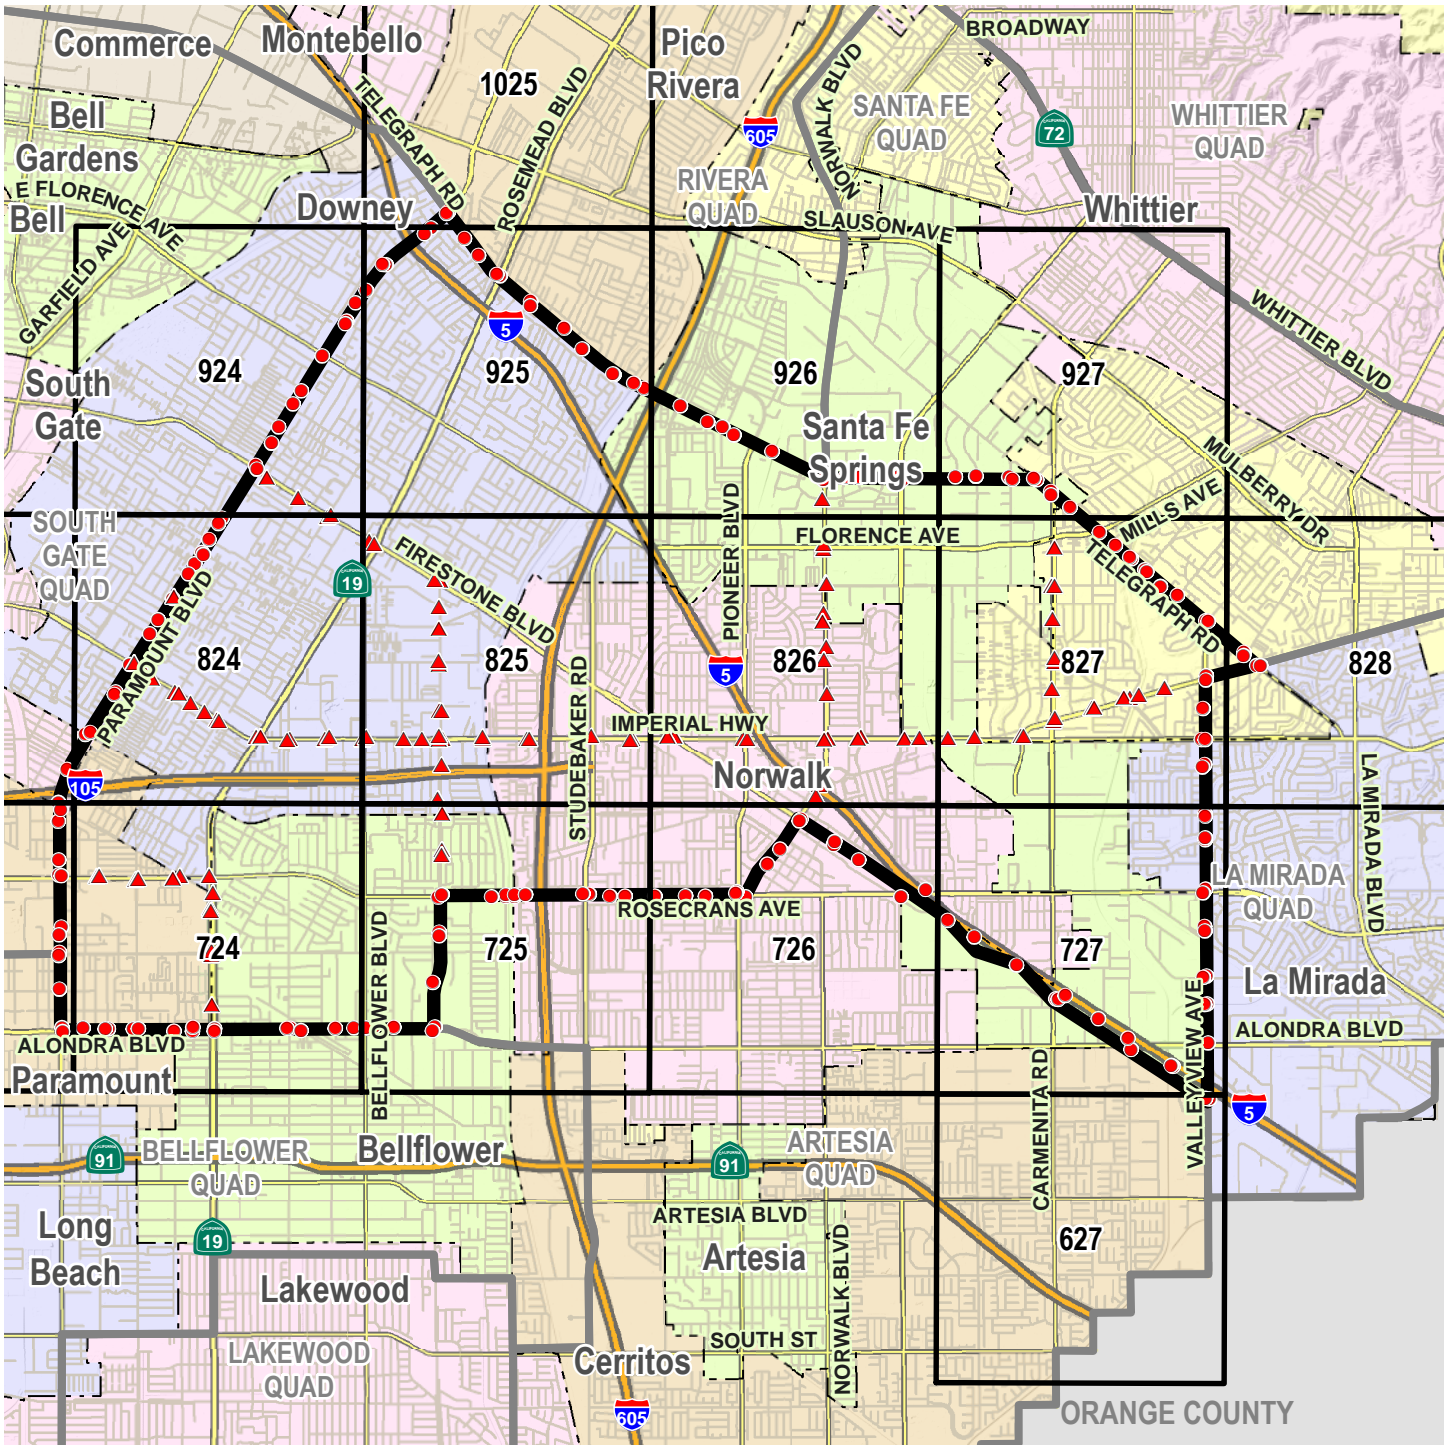 Commerce
Montebello
Pico
Rivera
BROADWAY
1025
TELEGRAPH RD
ROSEMEAD BLVD
605
NORWALK BLVD
SANTA FE
QUAD
CALIFORNIA
72
WHITTIER
QUAD
Bell
Gardens
E FLORENCE AVE
Bell
GARFIELD AVE
Downey
RIVERA
QUAD
SLAUSON AVE
Whittier
WHITTIER BLVD
5
924
925
926
927
South
Gate
Santa Fe
Springs
MULBERRY DR
MILLS AVE
SOUTH
GATE
QUAD
PIONEER BLVD
FLORENCE AVE
TELEGRAPH RD
FIRESTONE BLVD
CALIFORNIA
19
PARAMOUNT BLVD
824
825
826
827
828
5
STUDEBAKER RD
IMPERIAL HWY
105
Norwalk
LA MIRADA BLVD
LA MIRADA
QUAD
ROSECRANS AVE
BELLFLOWER BLVD
724
725
726
727
La Mirada
ALONDRA BLVD
ALONDRA BLVD
Paramount
VALLEY VIEW AVE
CARMENITA RD
5
CALIFORNIA
91
BELLFLOWER
QUAD
Bellflower
CALIFORNIA
91
ARTESIA
QUAD
Long
Beach
CALIFORNIA
19
ARTESIA BLVD
Artesia
NORWALK BLVD
627
Lakewood
LAKEWOOD
QUAD
SOUTH ST
Cerritos
605
ORANGE COUNTY